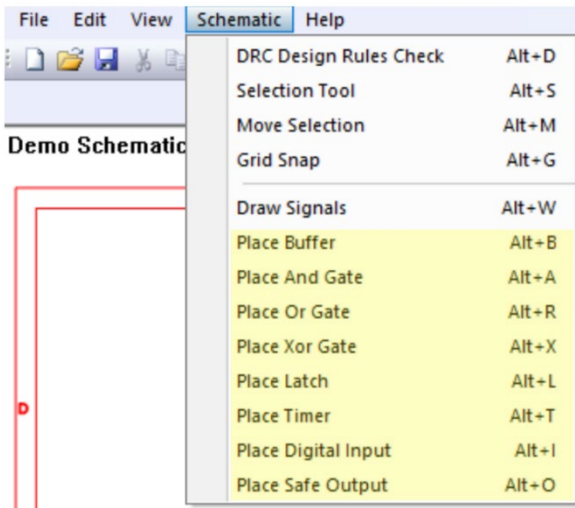 File Edit View Schematic Help
DRC Design Rules Check Alt+D
Selection Tool Alt+S
Move Selection Alt+M
Demo Schematic
Grid Snap Alt+G
Draw Signals Alt+W
Place Buffer Alt+B
Place And Gate Alt+A
Place Or Gate Alt+R
Place Xor Gate Alt+X
Place Latch Alt+L
D
Place Timer Alt+T
Place Digital Input Alt+I
Place Safe Output Alt+O